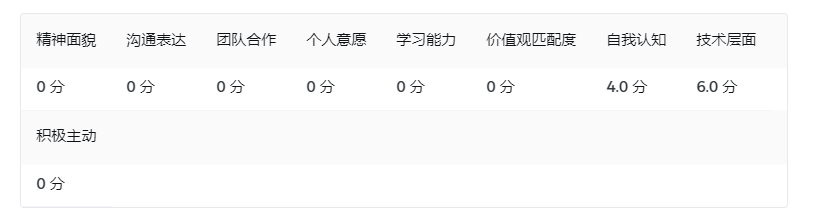 精神面貌 沟通表达 团队合作 个人意愿 学习能力 价值观匹配度 自我认知 技术层面
0 分 0 分 0 分 0 分 0 分 0 分 4.0 分 6.0 分
积极主动
0 分